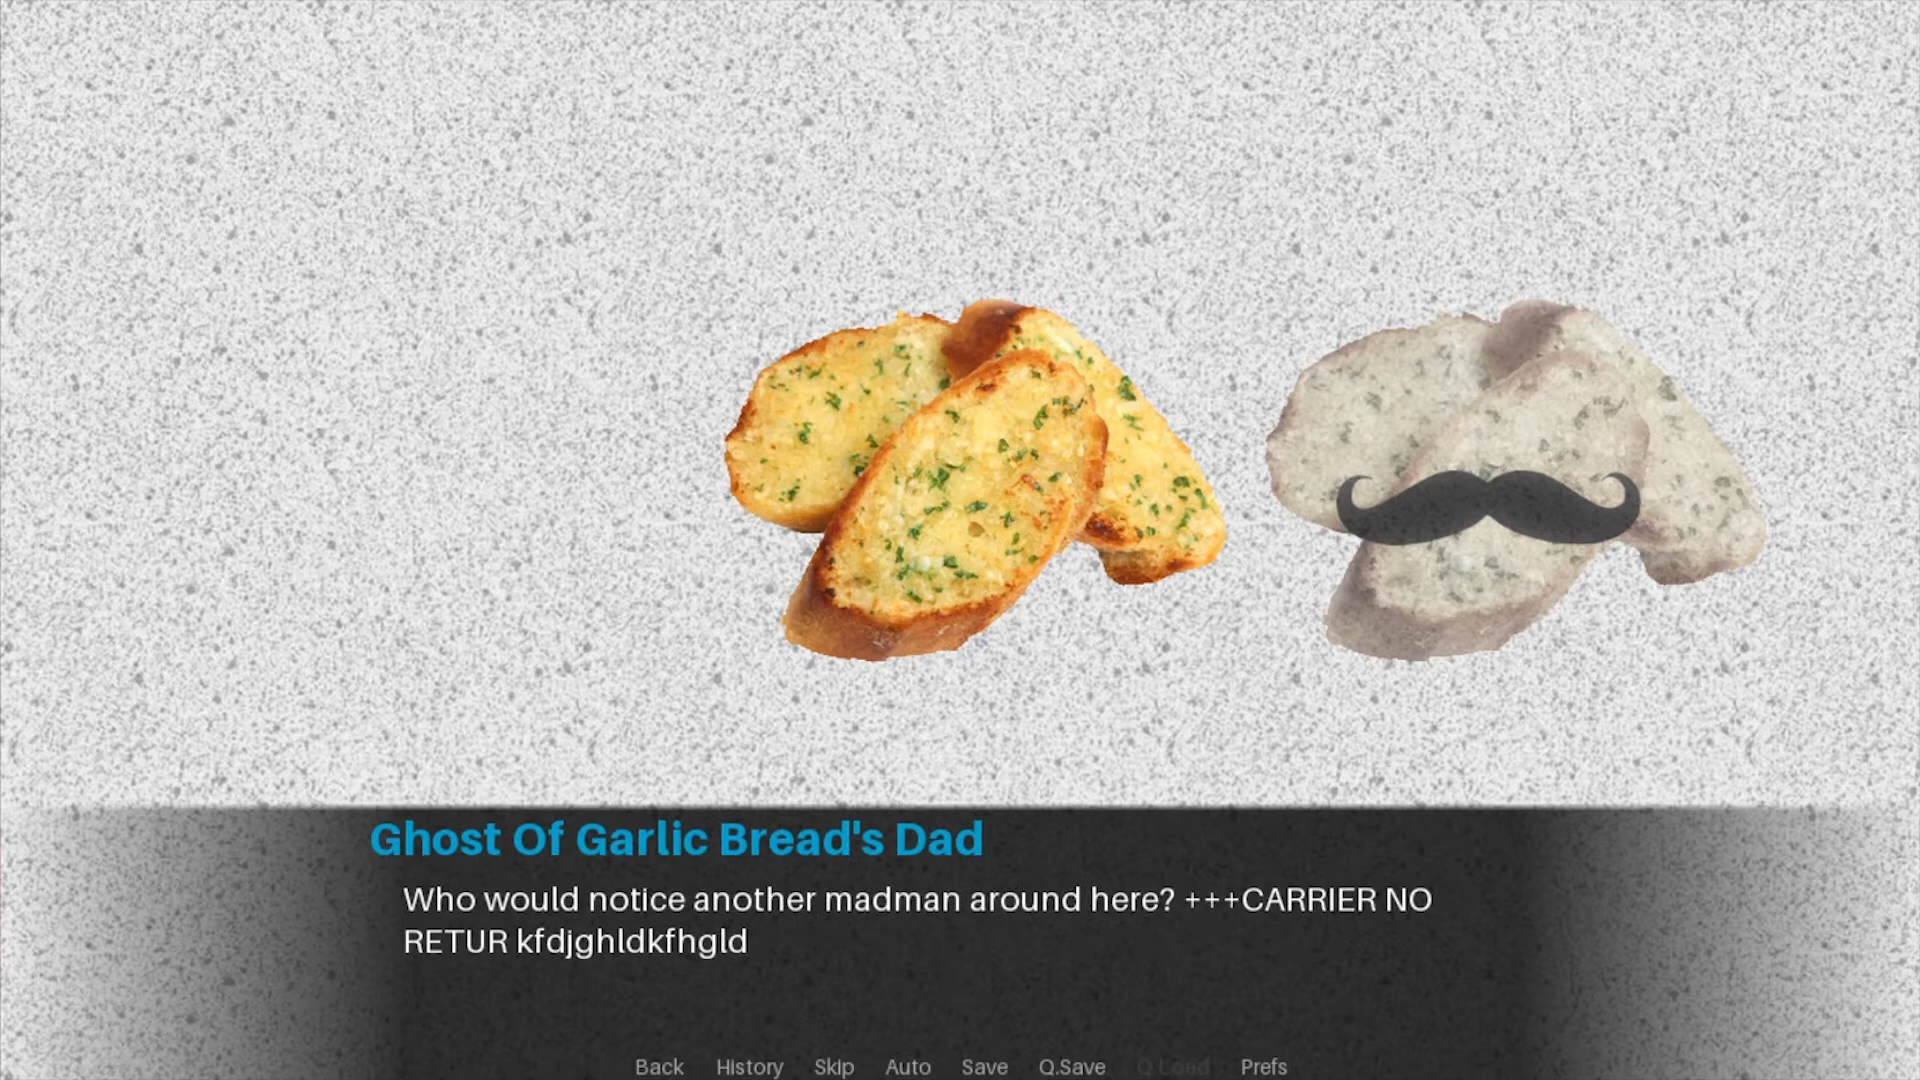 Ghost Of Garlic Bread's Dad
Who would notice another madman around here? +++CARRIER NO
RETUR kfdjghldkfhgld
Back History Skip Auto Save Q.Save Q.Load Prefs